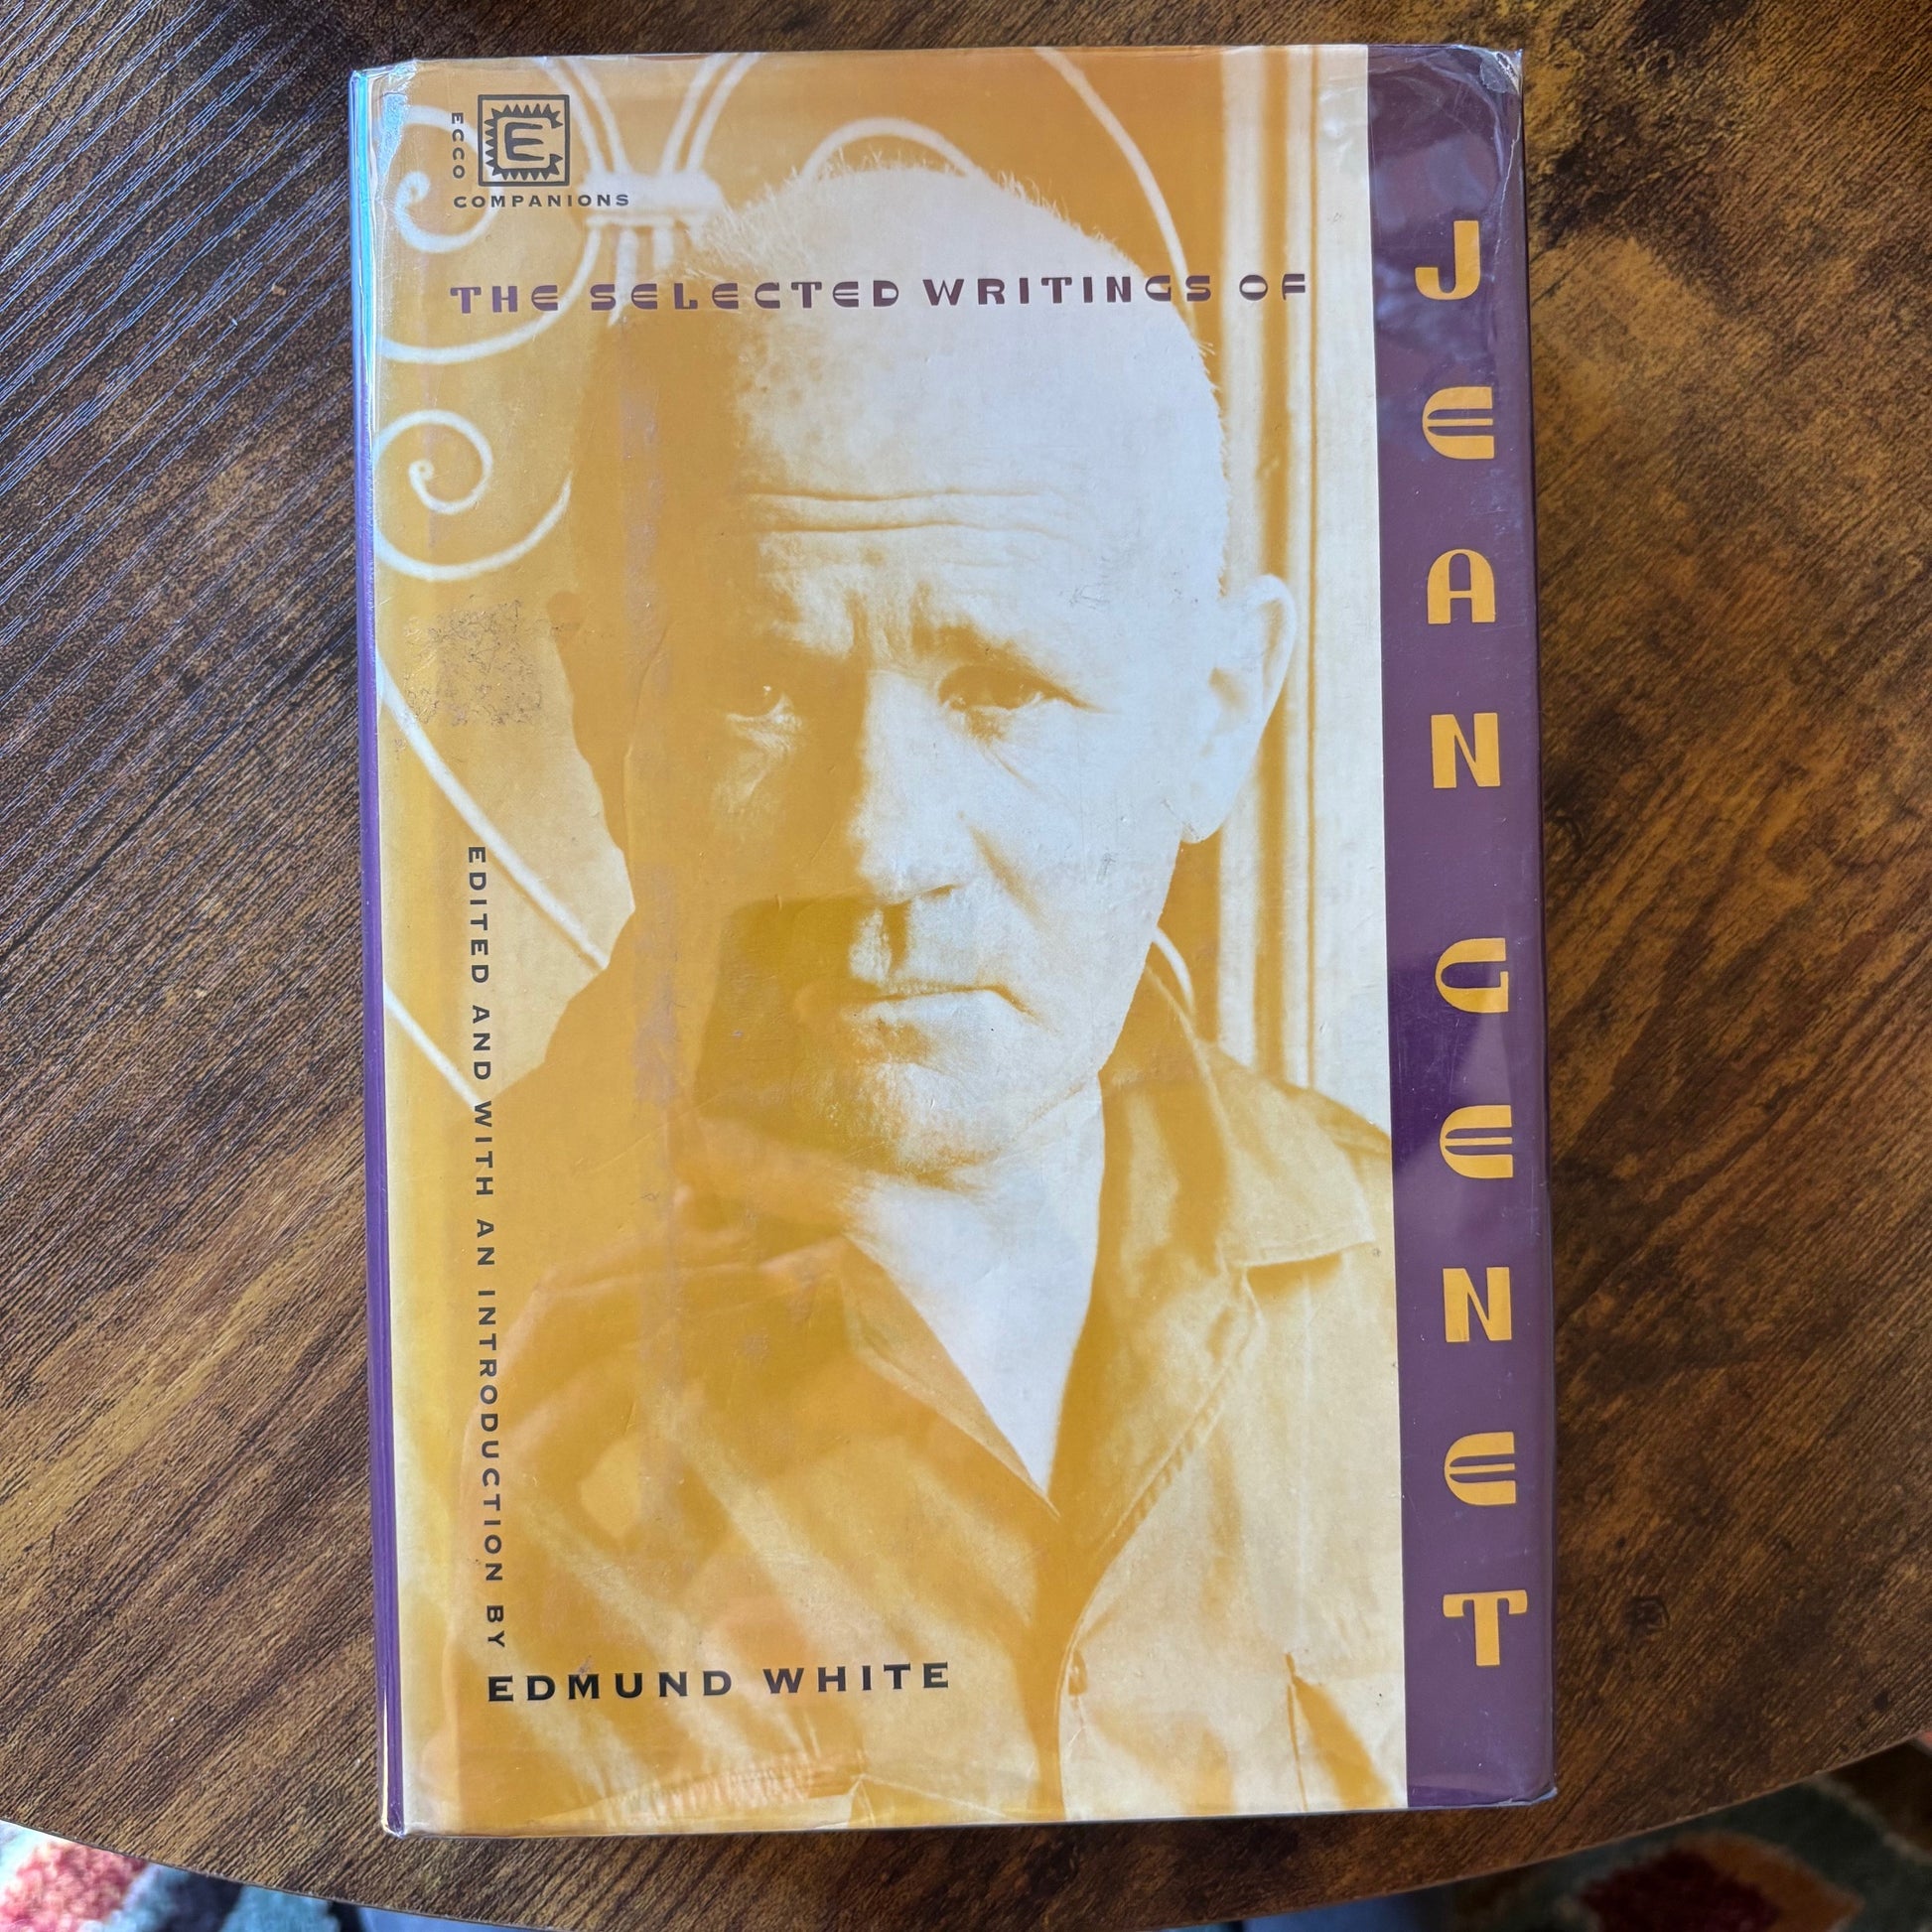 ECCO
E
COMPANIONS
THE SELECTED WRITINGS OF
JEAN GENET
EDITED AND WITH AN INTRODUCTION BY
EDMUND WHITE